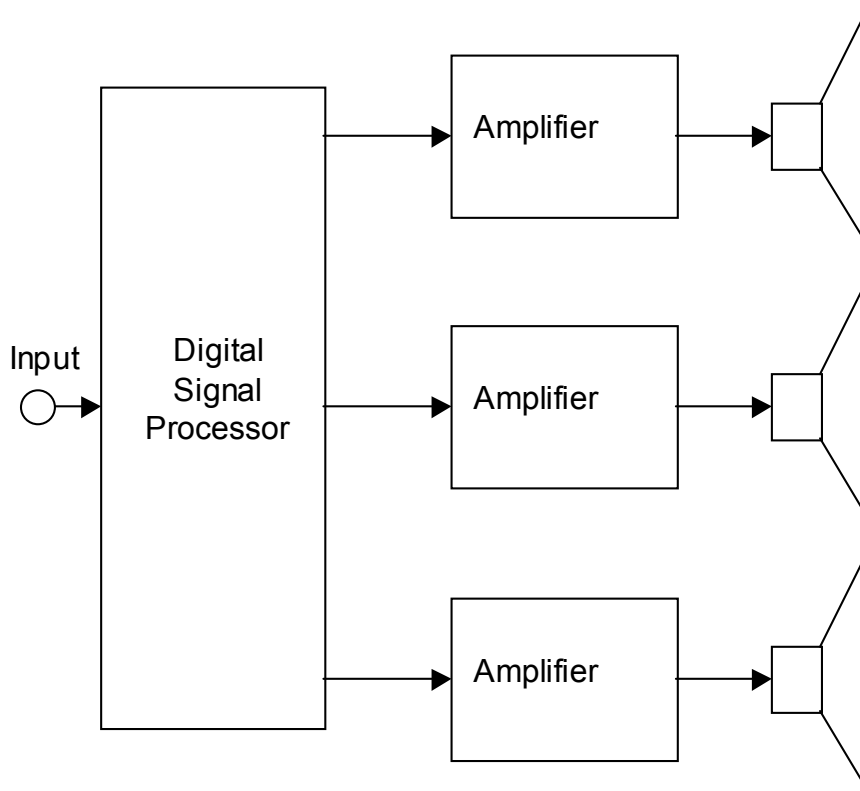 Amplifier
Input
Digital
Signal
Processor
Amplifier
Amplifier